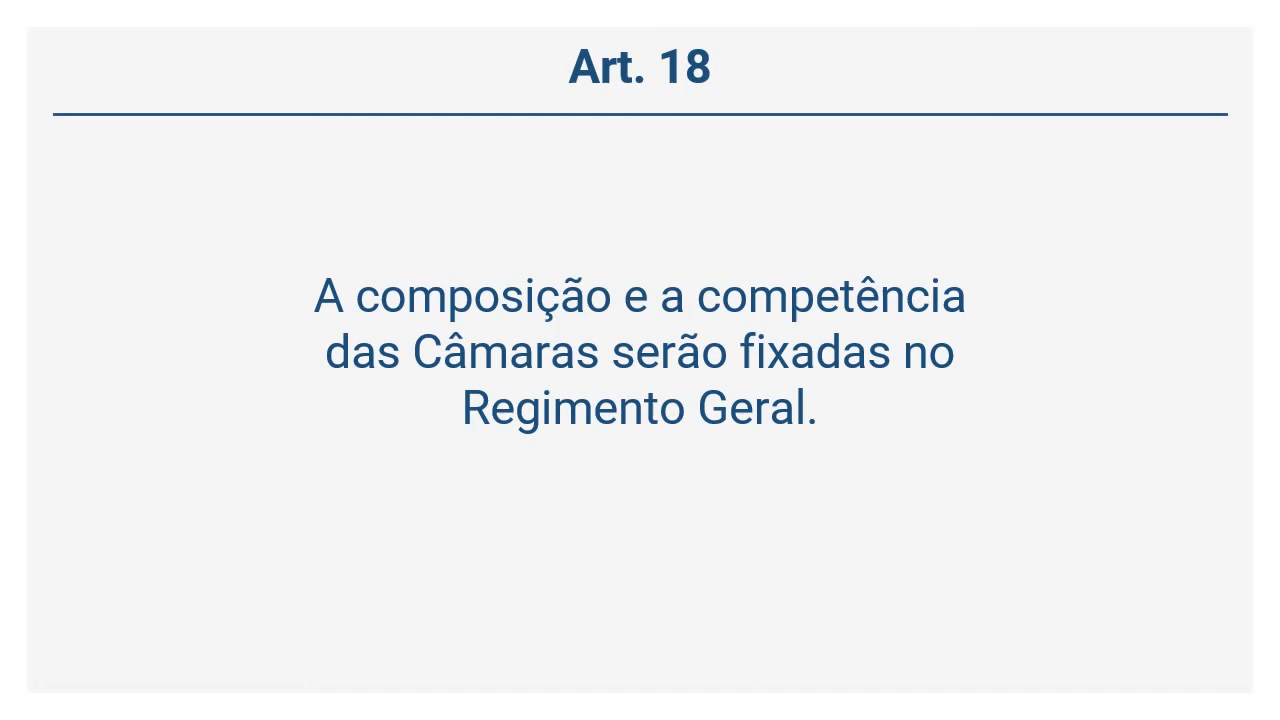 Art. 18
A composição e a competência
das Câmaras serão fixadas no
Regimento Geral.